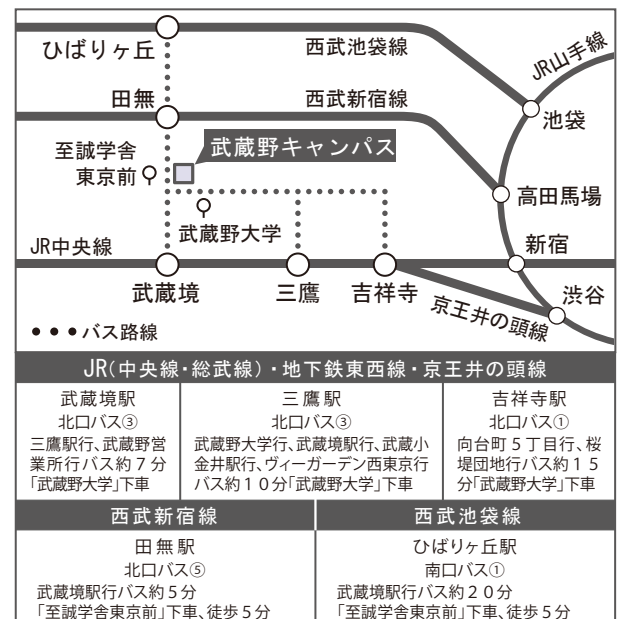 ひばりヶ丘
西武池袋線
JR山手線
田無
西武新宿線
池袋
至誠学舎
東京前
武蔵野キャンパス
高田馬場
武蔵野大学
JR中央線
新宿
武蔵境
三鷹
吉祥寺
京王井の頭線
渋谷
●●●バス路線
JR(中央線・総武線)・地下鉄東西線・京王井の頭線
武蔵境駅
北口バス③
三鷹駅行、武蔵野営
業所行バス約7分
「武蔵野大学」下車
三鷹駅
北口バス③
武蔵野大学行、武蔵境駅行、武蔵小
金井駅行、ヴィーガーデン西東京行
バス約10分「武蔵野大学」下車
吉祥寺駅
北口バス①
向台町5丁目行、桜
堤団地行バス約15
分「武蔵野大学」下車
西武新宿線
田無駅
北口バス⑤
武蔵境駅行バス約5分
「至誠学舎東京前」下車、徒歩5分
西武池袋線
ひばりヶ丘駅
南口バス①
武蔵境駅行バス約20分
「至誠学舎東京前」下車、徒歩5分